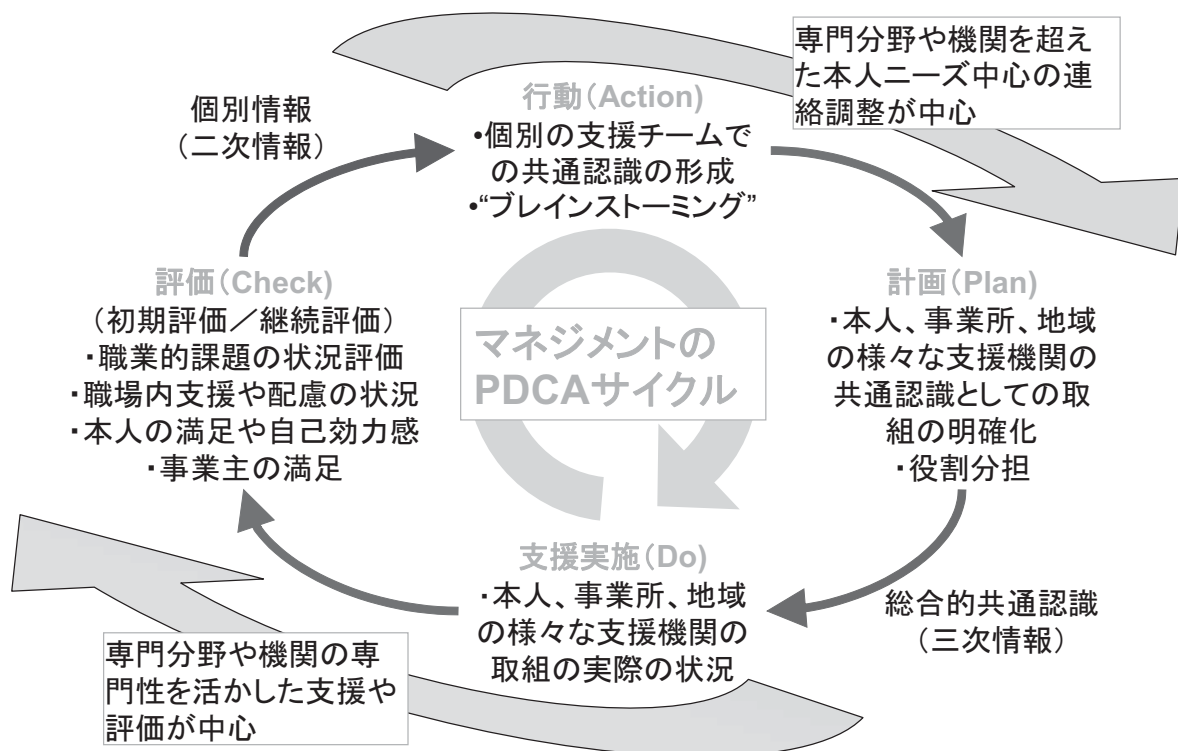 専門分野や機関を超え
た本人ニーズ中心の連
絡調整が中心
個別情報
（二次情報）
行動（Action）
•個別の支援チームで
の共通認識の形成
•“ブレインストーミング”
評価（Check）
（初期評価／継続評価）
・職業的課題の状況評価
・職場内支援や配慮の状況
・本人の満足や自己効力感
・事業主の満足
マネジメントの
PDCAサイクル
計画（Plan）
・本人、事業所、地域
の様々な支援機関の
共通認識としての取
組の明確化
・役割分担
支援実施（Do）
・本人、事業所、地域
の様々な支援機関の
取組の実際の状況
総合的共通認識
（三次情報）
専門分野や機関の専
門性を活かした支援や
評価が中心